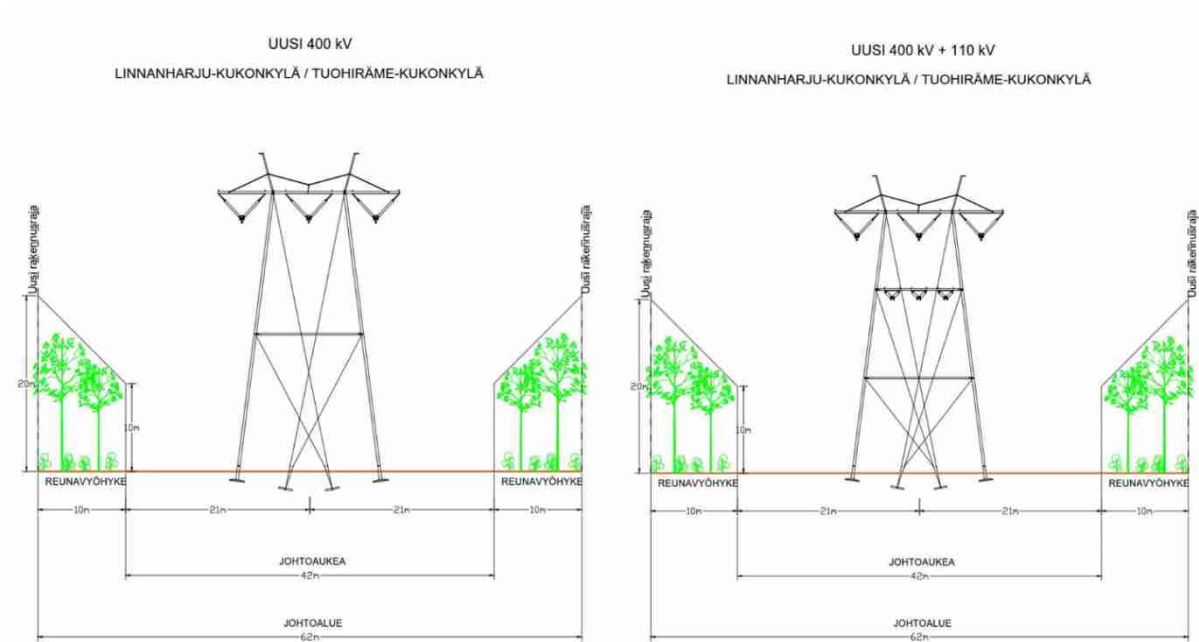 UUSI 400 kV
LINNANHARJU-KUKONKYLÄ / TUOHIRÄME-KUKONKYLÄ
Uusi rakennusraja
Uusi rakennusraja
20m
10m
10m
REUNAVYÖHYKE
REUNAVYÖHYKE
10m
21m
21m
10m
JOHTOAUKEA
42m
JOHTOALUE
62m
UUSI 400 kV + 110 kV
LINNANHARJU-KUKONKYLÄ / TUOHIRÄME-KUKONKYLÄ
Uusi rakennusraja
Uusi rakennusraja
20m
10m
10m
REUNAVYÖHYKE
REUNAVYÖHYKE
10m
21m
21m
10m
JOHTOAUKEA
42m
JOHTOALUE
62m